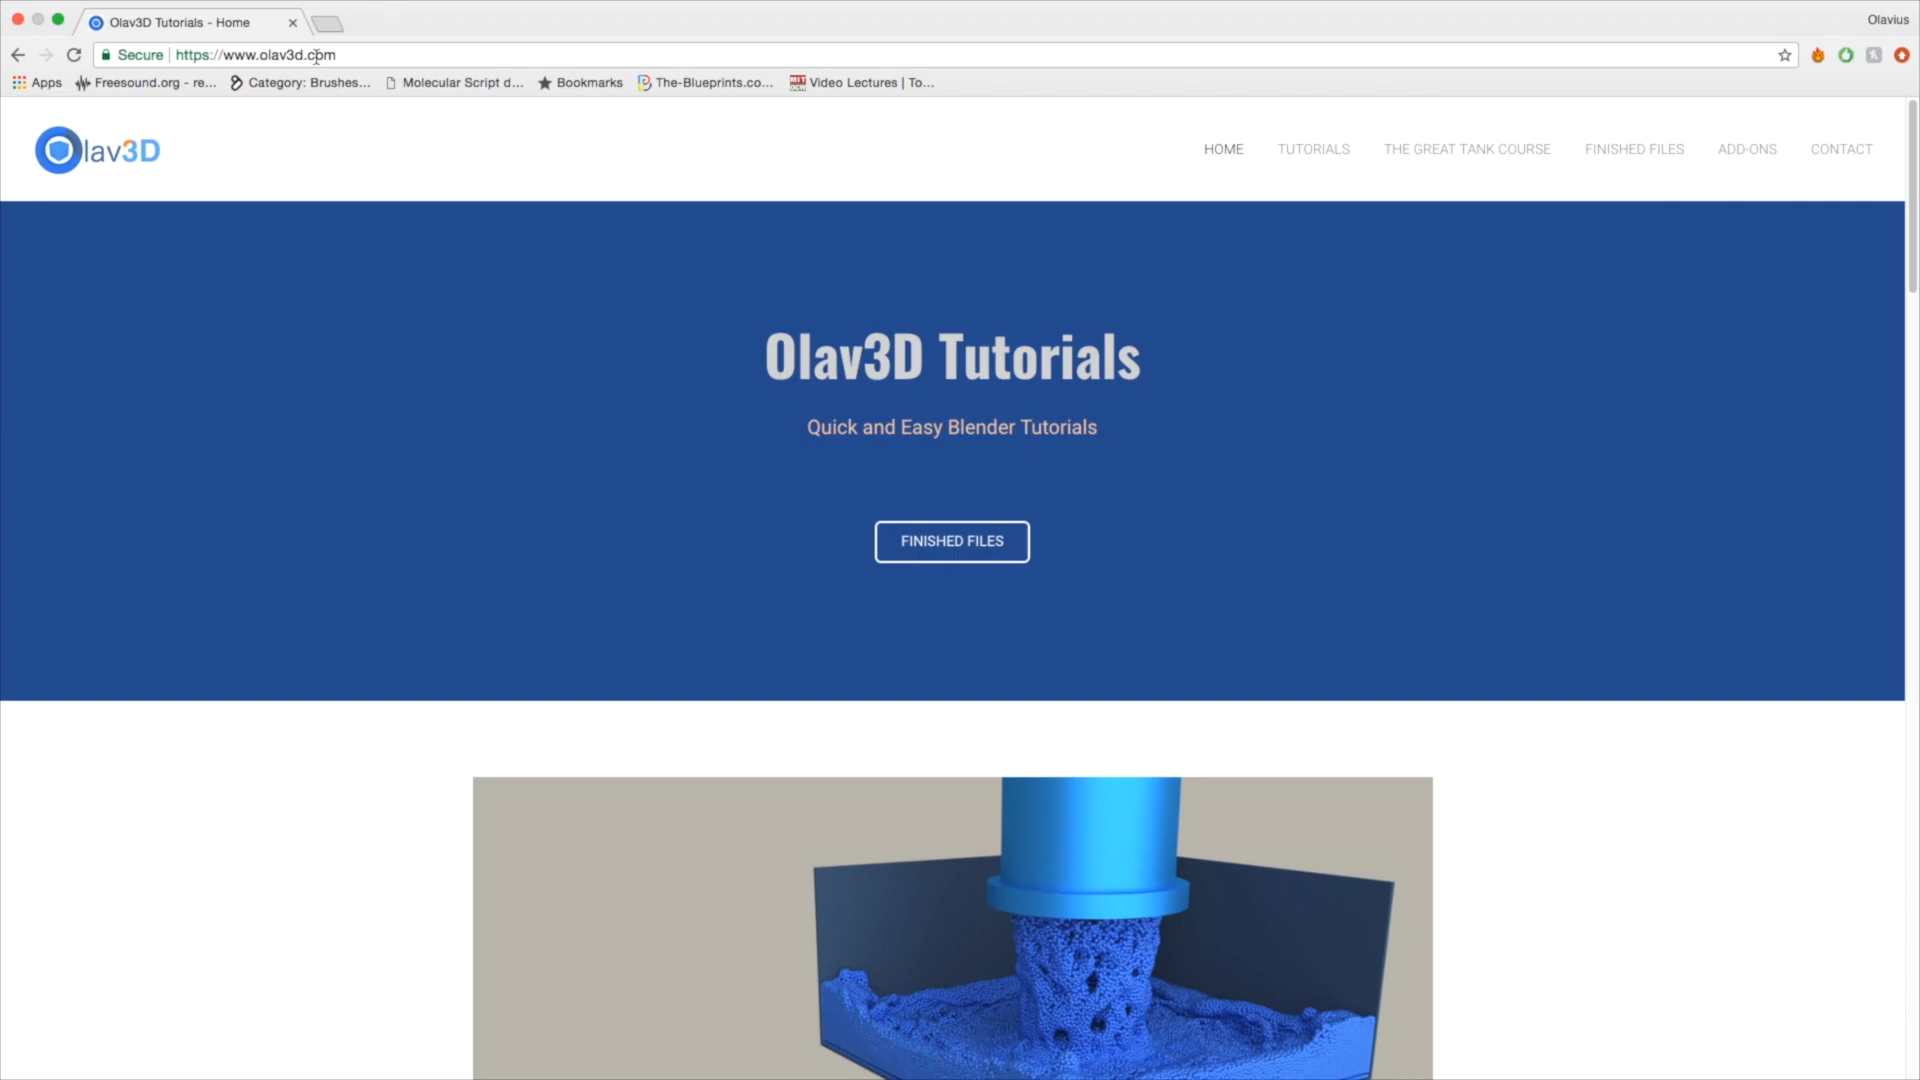 Olav3D Tutorials - Home
Olavius
Secure https://www.olav3d.com
Apps Freesound.org - re... Category: Brushes... Molecular Script d... Bookmarks The-Blueprints.co... Video Lectures | To...
Olav3D
HOME TUTORIALS THE GREAT TANK COURSE FINISHED FILES ADD-ONS CONTACT
Olav3D Tutorials
Quick and Easy Blender Tutorials
FINISHED FILES